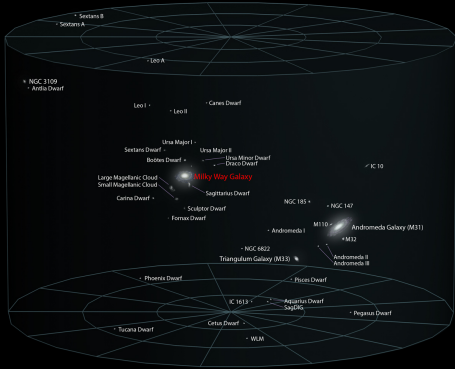 Sextans B
Sextans A
Leo A
NGC 3109
Antlia Dwarf
Leo I
Canes Dwarf
Leo II
Ursa Major I
Sextans Dwarf
Ursa Major II
Boötes Dwarf
Ursa Minor Dwarf
Draco Dwarf
IC 10
Milky Way Galaxy
Large Magellanic Cloud
Small Magellanic Cloud
Sagittarius Dwarf
Carina Dwarf
Sculptor Dwarf
Fornax Dwarf
NGC 185
NGC 147
M110
Andromeda Galaxy (M31)
Andromeda I
M32
NGC 6822
Triangulum Galaxy (M33)
Andromeda II
Andromeda III
Phoenix Dwarf
Pisces Dwarf
IC 1613
Aquarius Dwarf
SagDIG
Pegasus Dwarf
Cetus Dwarf
Tucana Dwarf
WLM